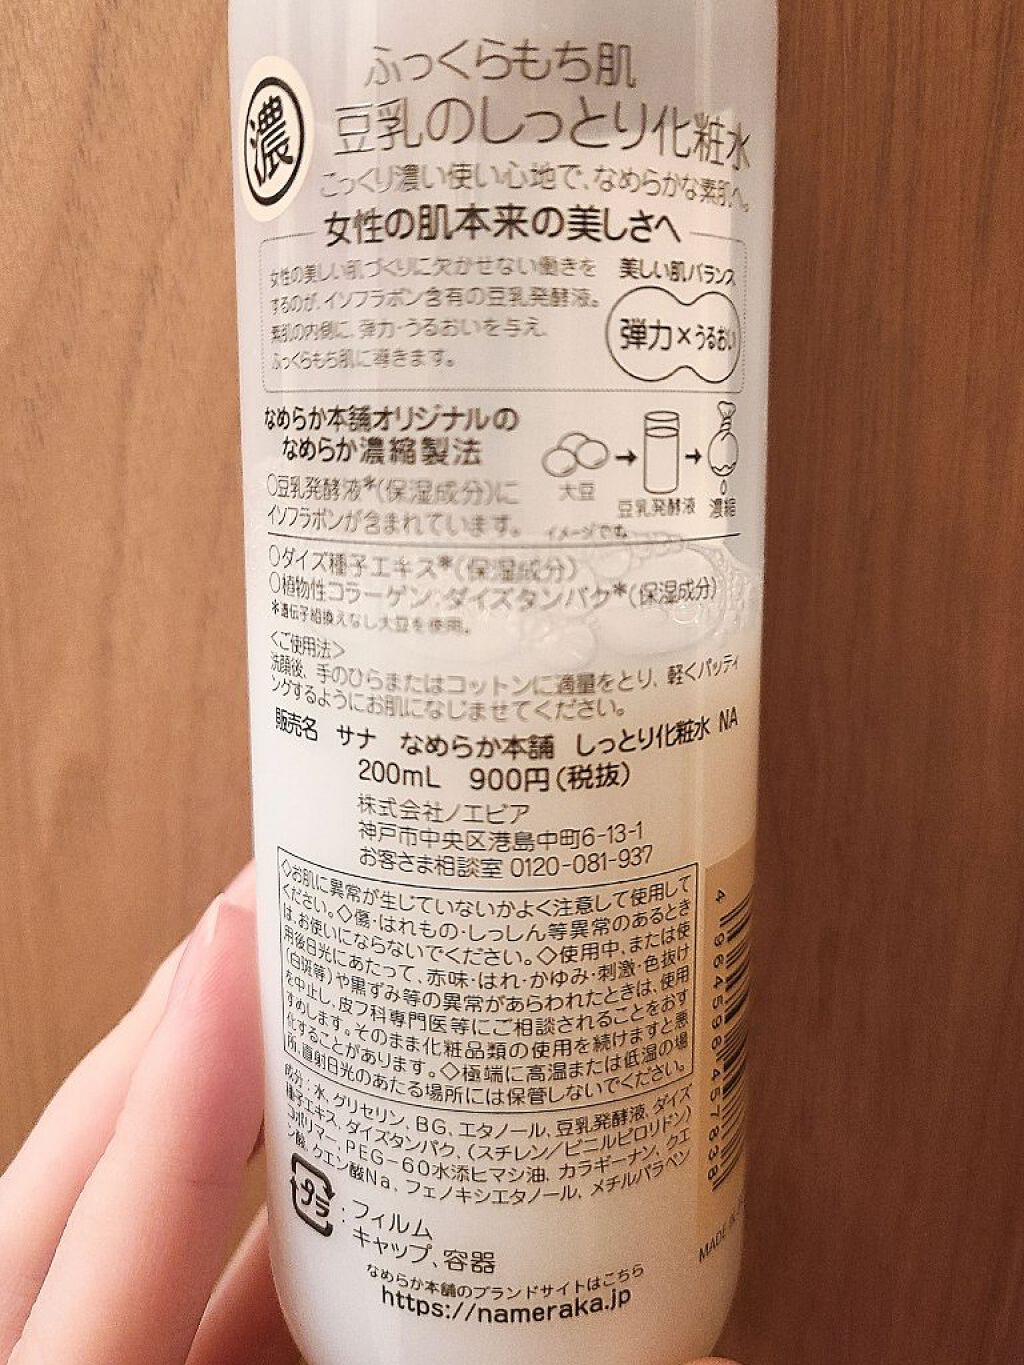 ふっくらもち肌
濃
豆乳のしっとり化粧水
こっくり濃い使い心地で、なめらかな素肌へ。
女性の肌本来の美しさへ
女性の美しい肌づくりに欠かせない働きを
するのが、イソフラボン含有の豆乳発酵液。
素肌の内側に、弾力・うるおいを与え、
ふっくらもち肌に導きます。
美しい肌バランス
弾力×うるおい
なめらか本舗オリジナルの
なめらか濃縮製法
○豆乳発酵液*(保湿成分)に
イソフラボンが含まれています。
大豆
豆乳発酵液
濃縮
イメージです。
○ダイズ種子エキス*(保湿成分)
○植物性コラーゲン:ダイズタンパク*(保湿成分)
*遺伝子組換えなし大豆を使用。
<ご使用法>
洗顔後、手のひらまたはコットンに適量をとり、軽くパッティ
ングするようにお肌になじませてください。
販売名 サナ なめらか本舗 しっとり化粧水 NA
200mL 900円(税抜)
株式会社ノエビア
神戸市中央区港島中町6-13-1
お客さま相談室 0120-081-937
◇お肌に異常が生じていないかよく注意して使用して
ください。◇傷・はれもの・しっしん等異常のあるとき
は、お使いにならないでください。◇使用中、または使
用後日光にあたって、赤味・はれ・かゆみ・刺激・色抜け
(白斑等)や黒ずみ等の異常があらわれたときは、使用
を中止し、皮フ科専門医等にご相談されることをおす
すめします。そのまま化粧品類の使用を続けますと悪
化することがあります。◇極端に高温または低温の場
所、直射日光のあたる場所には保管しないでください。
成分:水、グリセリン、BG、エタノール、豆乳発酵液、ダイズ
種子エキス、ダイズタンパク、(スチレン/ビニルピロリドン)
コポリマー、PEG-60水添ヒマシ油、カラギーナン、クエ
ン酸、クエン酸Na、フェノキシエタノール、メチルパラベン
プラ
:フィルム
キャップ、容器
4 964596 457838
MADE IN
なめらか本舗のブランドサイトはこちら
https://nameraka.jp